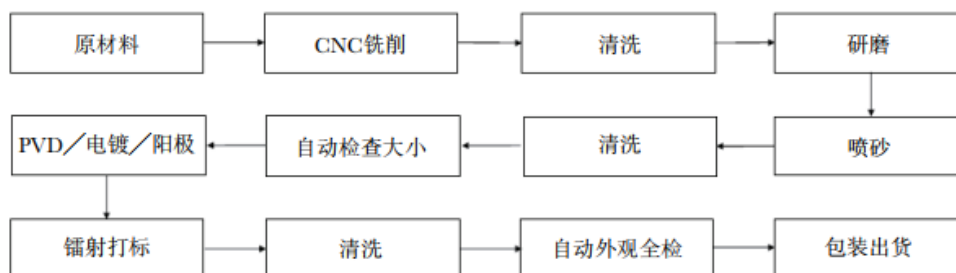 原材料
CNC铣削
清洗
研磨
PVD／电镀／阳极
自动检查大小
清洗
喷砂
镭射打标
清洗
自动外观全检
包装出货